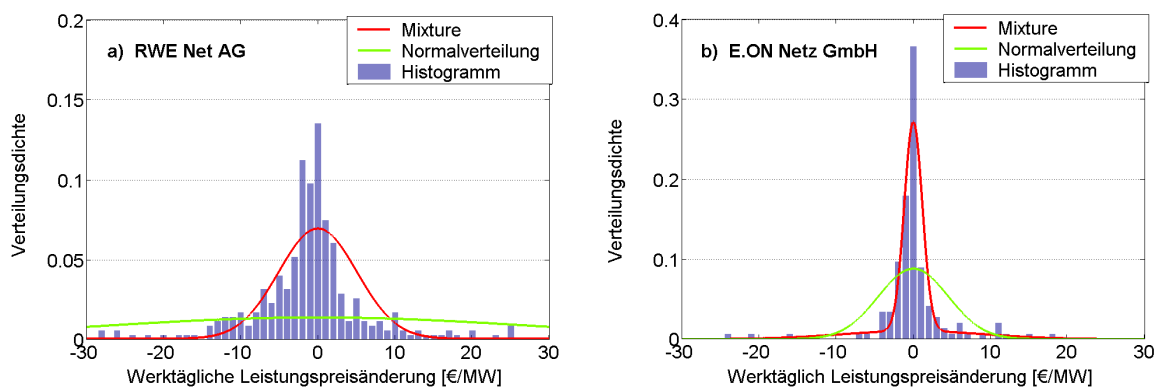 a) RWE Net AG
Mixture
Normalverteilung
Histogramm
0.2
0.15
0.1
0.05
0
Verteilungsdichte
-30 -20 -10 0 10 20 30
Werktägliche Leistungspreisänderung [€/MW]
b) E.ON Netz GmbH
Mixture
Normalverteilung
Histogramm
0.4
0.3
0.2
0.1
0
Verteilungsdichte
-30 -20 -10 0 10 20 30
Werktäglich Leistungspreisänderung [€/MW]